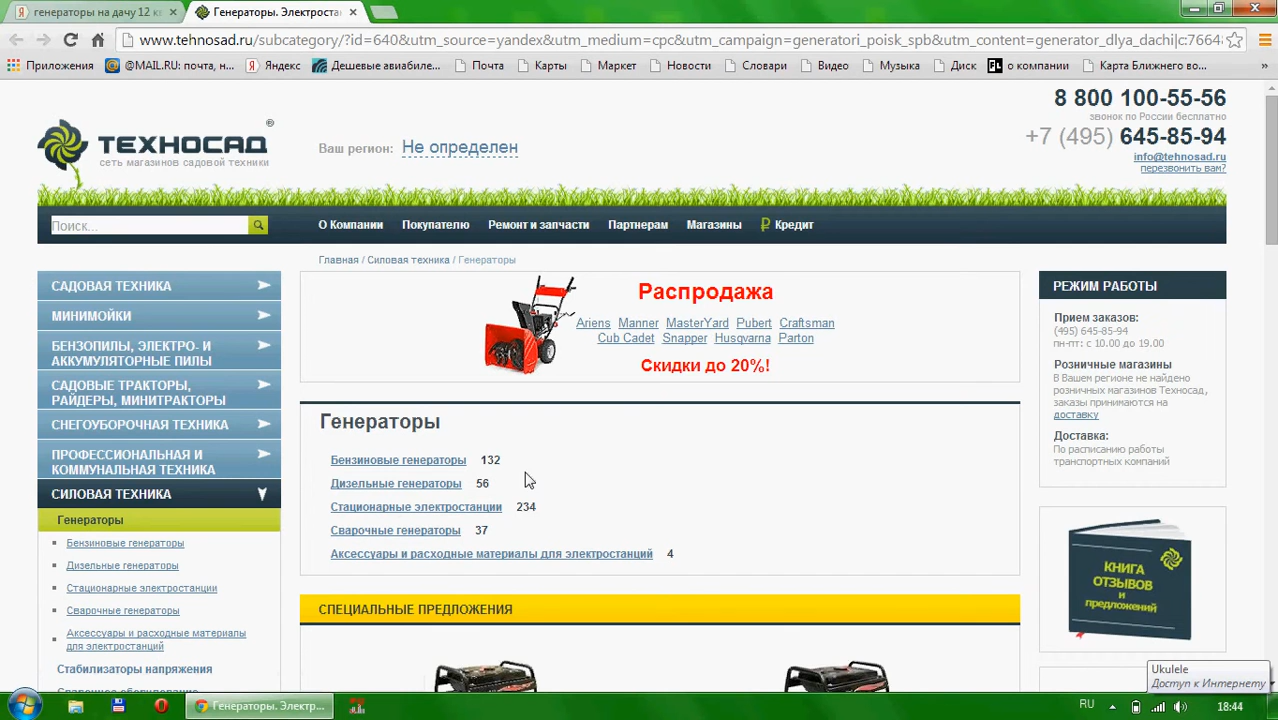 генераторы на дачу 12 к
Генераторы. Электроста
www.tehnosad.ru/subcategory/?id=640&utm_source=yandex&utm_medium=cpc&utm_campaign=generatori_poisk_spb&utm_content=generator_dlya_dachi|c:7664
Приложения
@MAIL.RU: почта, н...
Яндекс
Дешевые авиабиле...
Почта
Карты
Маркет
Новости
Словари
Видео
Музыка
Диск
о компании
Карта Ближнего во...
8 800 100-55-56
звонок по России бесплатно
+7 (495) 645-85-94
info@tehnosad.ru
перезвонить вам?
ТЕХНОСАД ®
сеть магазинов садовой техники
Ваш регион: Не определен
Поиск...
О Компании
Покупателю
Ремонт и запчасти
Партнерам
Магазины
Кредит
Главная / Силовая техника / Генераторы
САДОВАЯ ТЕХНИКА
МИНИМОЙКИ
БЕНЗОПИЛЫ, ЭЛЕКТРО- И
АККУМУЛЯТОРНЫЕ ПИЛЫ
САДОВЫЕ ТРАКТОРЫ,
РАЙДЕРЫ, МИНИТРАКТОРЫ
СНЕГОУБОРОЧНАЯ ТЕХНИКА
ПРОФЕССИОНАЛЬНАЯ И
КОММУНАЛЬНАЯ ТЕХНИКА
СИЛОВАЯ ТЕХНИКА
Генераторы
Бензиновые генераторы
Дизельные генераторы
Стационарные электростанции
Сварочные генераторы
Аксессуары и расходные материалы
для электростанций
Стабилизаторы напряжения
Сварочное оборудование
Распродажа
Ariens Manner MasterYard Pubert Craftsman
Cub Cadet Snapper Husqvarna Parton
Скидки до 20%!
Генераторы
Бензиновые генераторы 132
Дизельные генераторы 56
Стационарные электростанции 234
Сварочные генераторы 37
Аксессуары и расходные материалы для электростанций 4
СПЕЦИАЛЬНЫЕ ПРЕДЛОЖЕНИЯ
РЕЖИМ РАБОТЫ
Прием заказов:
(495) 645-85-94
пн-пт: с 10.00 до 19.00
Розничные магазины
В Вашем регионе не найдено
розничных магазинов Техносад,
заказы принимаются на
доставку
Доставка:
По расписанию работы
транспортных компаний
КНИГА
ОТЗЫВОВ
и
предложений
Ukulele
Доступ к Интернету
Генераторы. Электр...
RU
18:44